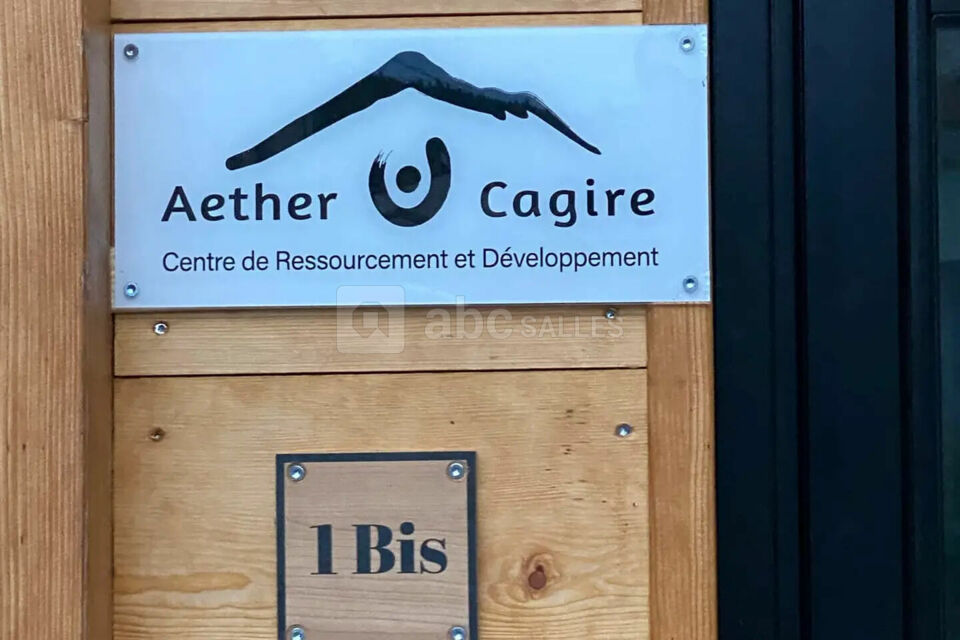 Aether Cagire
Centre de Ressourcement et Développement
abc SALLES
1 Bis